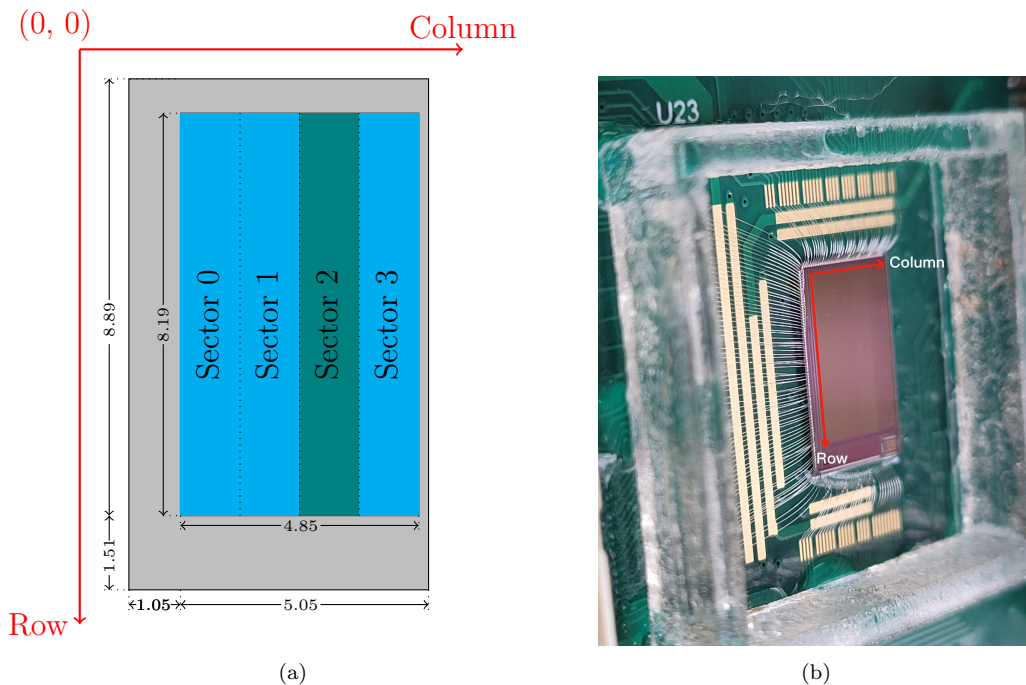 (0, 0)
Column
8.89
8.19
Sector 0
Sector 1
Sector 2
Sector 3
4.85
1.51
1.05
5.05
Row
(a)
U23
Column
Row
(b)